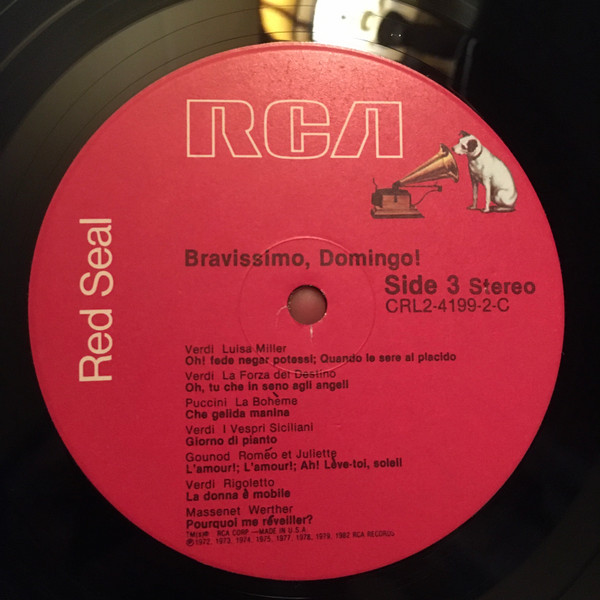 RCA
Red Seal
Bravissimo, Domingo!
Side 3 Stereo
CRL2-4199-2-C
Verdi Luisa Miller
Oh! fede negar potessi; Quando le sere al placido
Verdi La Forza del Destino
Oh, tu che in seno agli angeli
Puccini La Bohème
Che gelida manina
Verdi I Vespri Siciliani
Giorno di pianto
Gounod Roméo et Juliette
L'amour!; L'amour!; Ah! Lève-toi, soleil
Verdi Rigoletto
La donna è mobile
Massenet Werther
Pourquoi me réveiller?
TM(s)® RCA CORP.—MADE IN U.S.A.
℗1972, 1973, 1974, 1975, 1977, 1978, 1979, 1982 RCA RECORDS